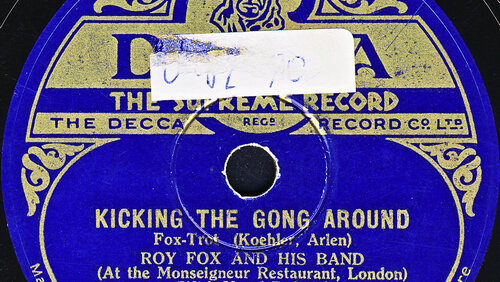 D A
THE SUPREME RECORD
THE DECCA REGD RECORD CO. LTD.
KICKING THE GONG AROUND
Fox-Trot (Koehler, Arlen)
ROY FOX AND HIS BAND
(At the Monseigneur Restaurant, London)